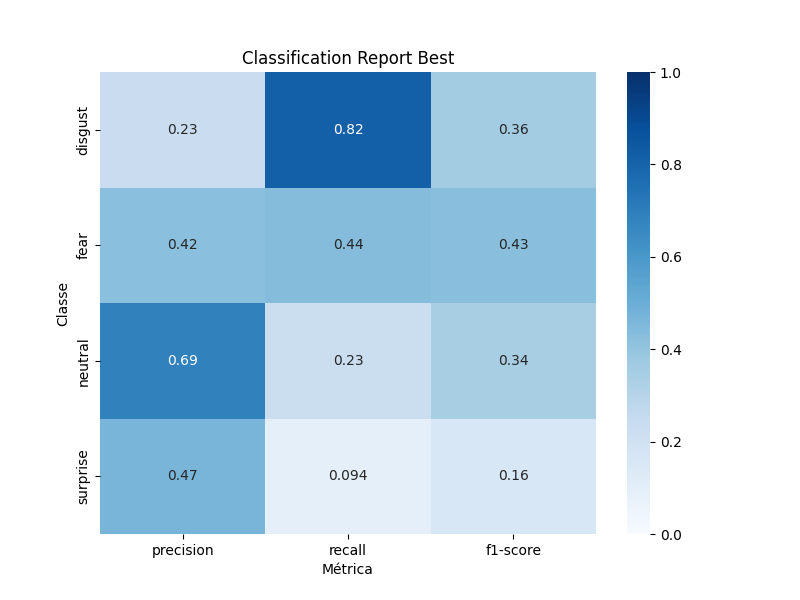 Classification Report Best
Classe
disgust 0.23 0.82 0.36
fear 0.42 0.44 0.43
neutral 0.69 0.23 0.34
surprise 0.47 0.094 0.16
precision recall f1-score
Métrica
1.0
0.8
0.6
0.4
0.2
0.0